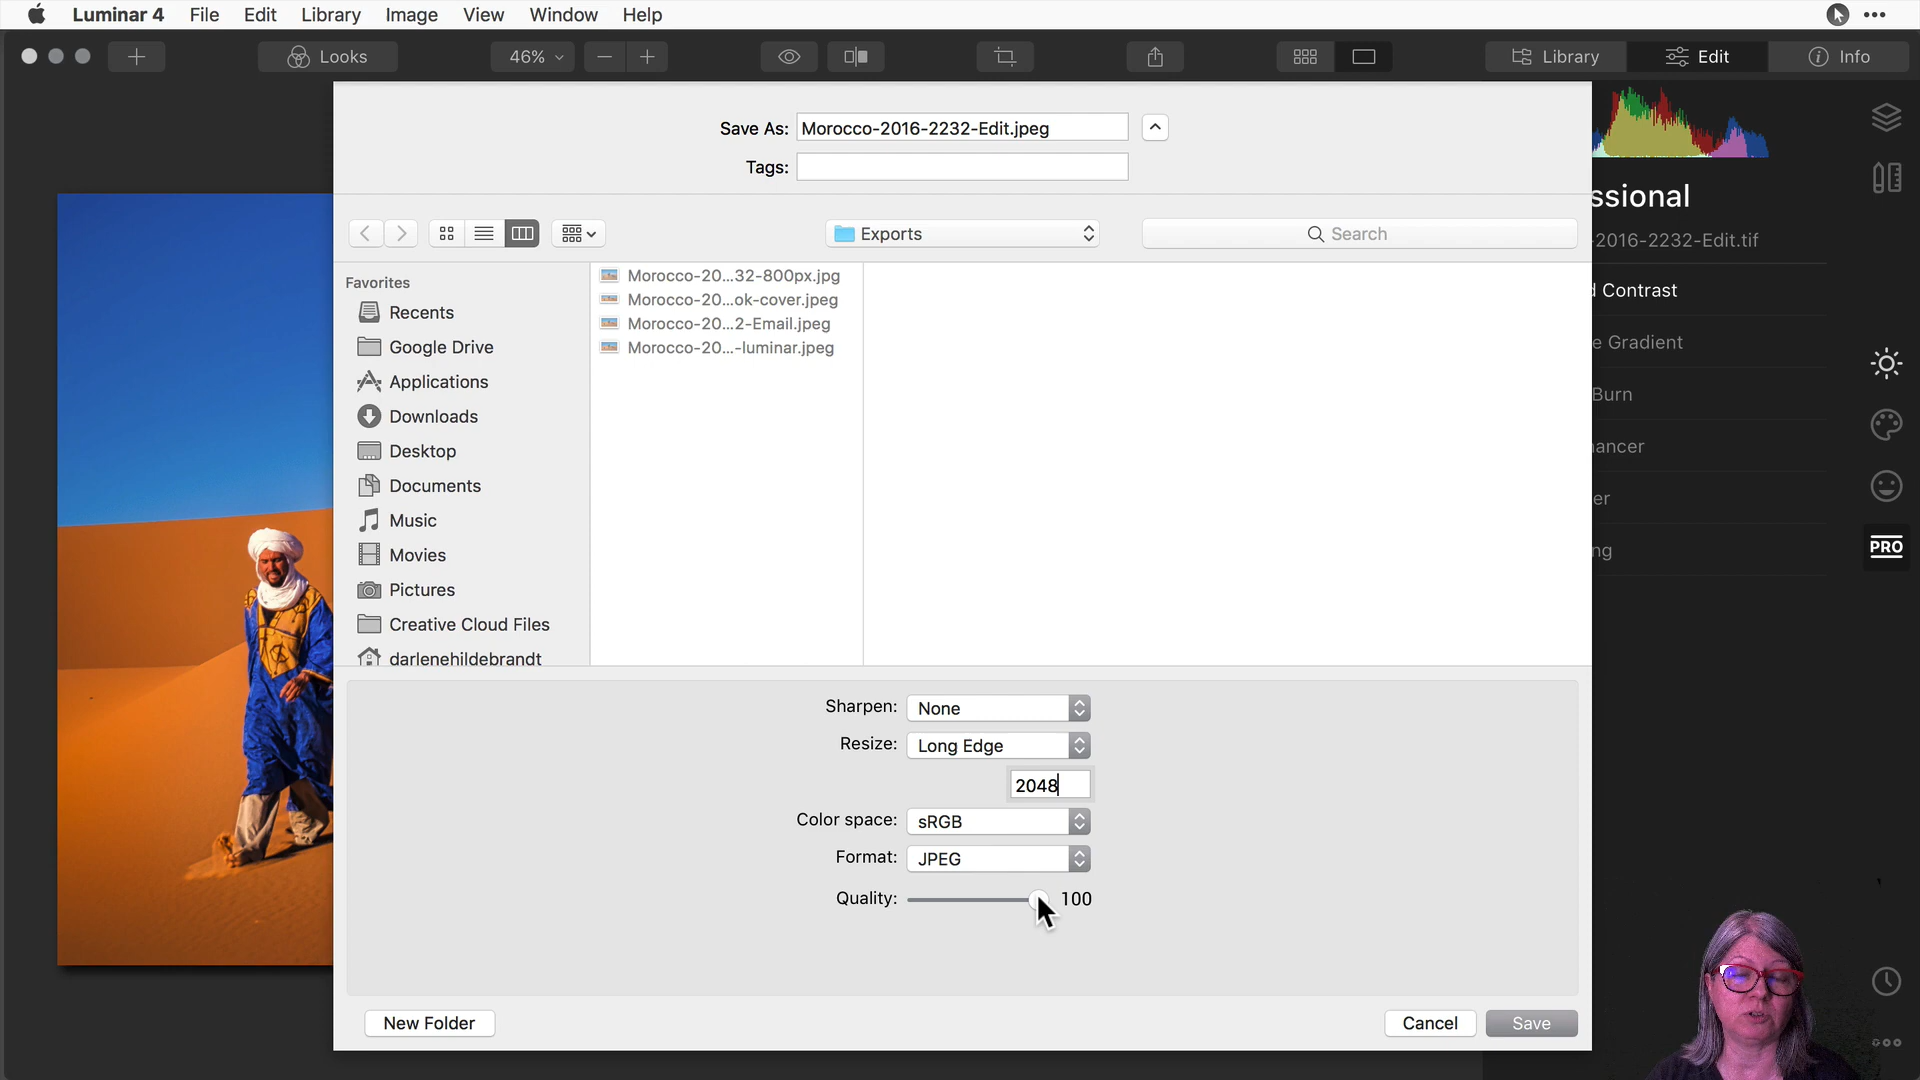 Luminar 4 File Edit Library Image View Window Help
Looks 46% Library Edit Info
Save As: Morocco-2016-2232-Edit.jpeg
Tags:
Exports Search
Favorites
Recents
Google Drive
Applications
Downloads
Desktop
Documents
Music
Movies
Pictures
Creative Cloud Files
darlenehildebrandt
Morocco-20...32-800px.jpg
Morocco-20...ok-cover.jpeg
Morocco-20...2-Email.jpeg
Morocco-20...-luminar.jpeg
Sharpen: None
Resize: Long Edge
2048
Color space: sRGB
Format: JPEG
Quality: 100
New Folder Cancel Save
ssional
-2016-2232-Edit.tif
d Contrast
e Gradient
Burn
ancer
er
ng
PRO